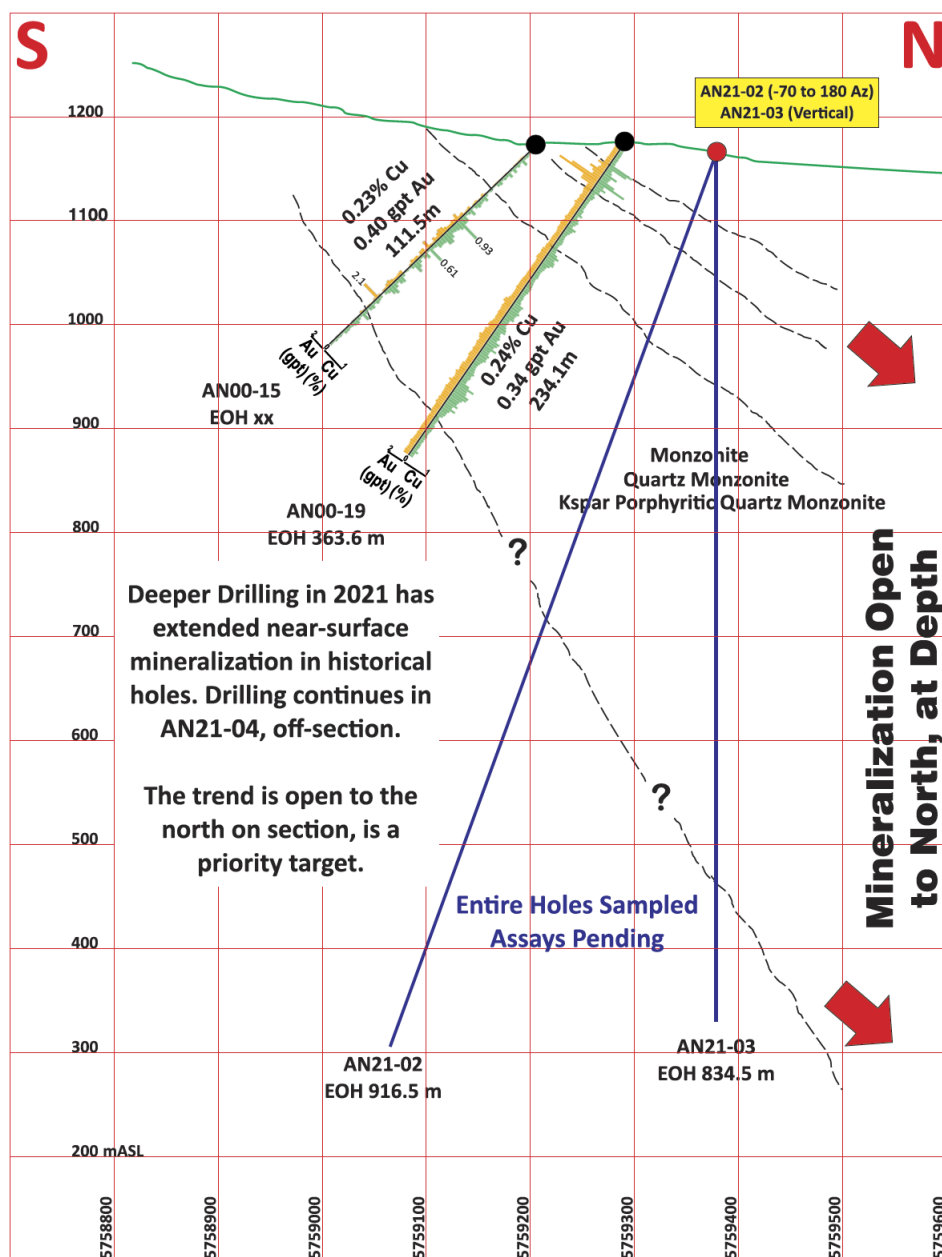 S
N
AN21-02 (-70 to 180 Az)
AN21-03 (Vertical)
1200
1100
1000
900
800
700
600
500
400
300
200 mASL
0.23% Cu
0.40 gpt Au
111.5m
0.93
0.61
2.1
2
0
1
Au Cu
(gpt) (%)
AN00-15
EOH xx
0.24% Cu
0.34 gpt Au
234.1m
2
0
1
Au Cu
(gpt) (%)
AN00-19
EOH 363.6 m
Monzonite
Quartz Monzonite
Kspar Porphyritic Quartz Monzonite
?
?
Deeper Drilling in 2021 has
extended near-surface
mineralization in historical
holes. Drilling continues in
AN21-04, off-section.
The trend is open to the
north on section, is a
priority target.
Mineralization Open
to North, at Depth
Entire Holes Sampled
Assays Pending
AN21-02
EOH 916.5 m
AN21-03
EOH 834.5 m
5758800
5758900
5759000
5759100
5759200
5759300
5759400
5759500
5759600